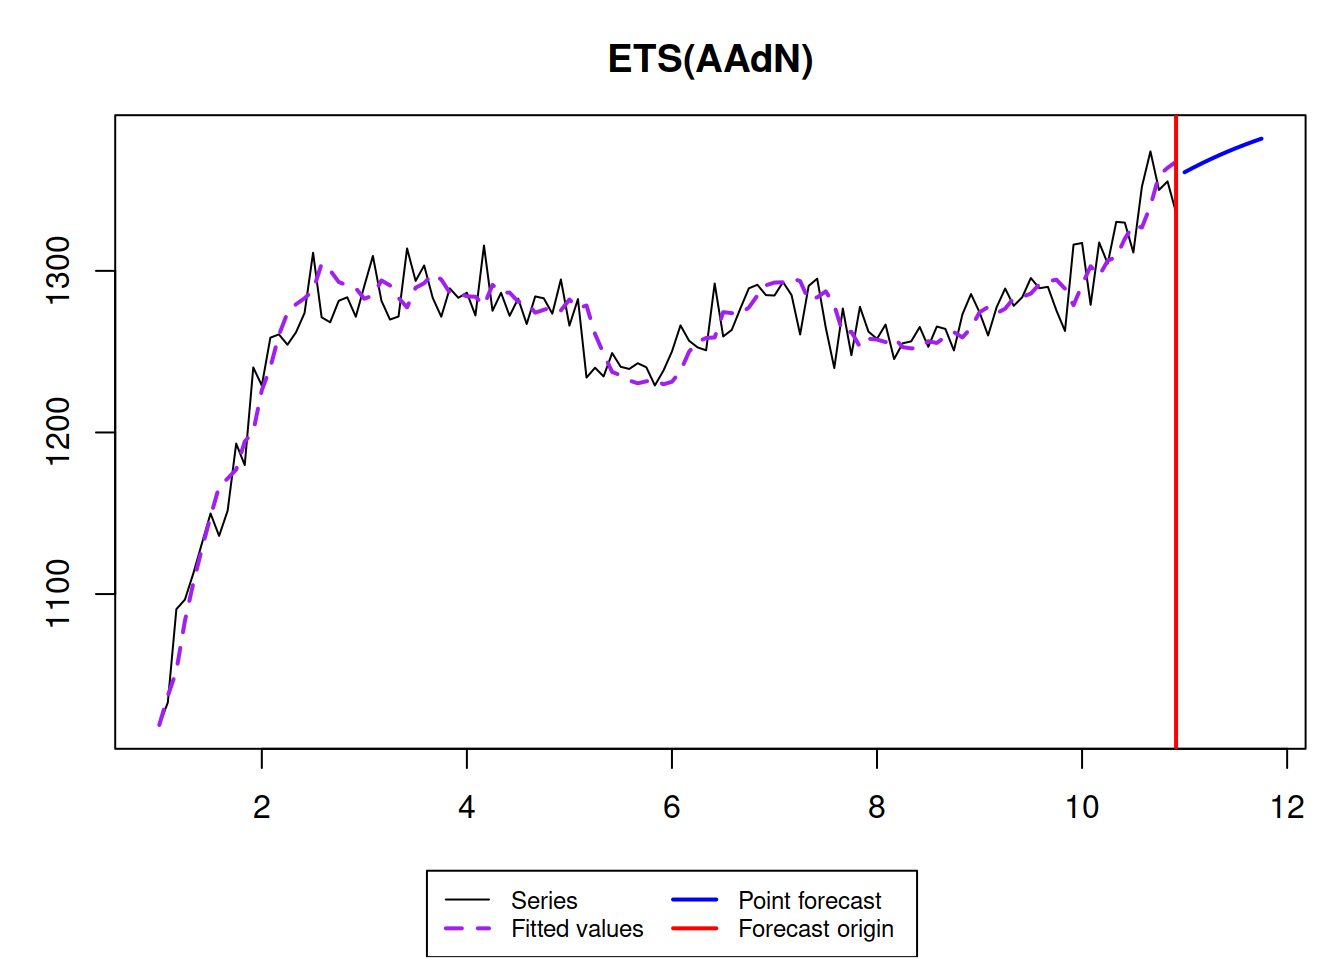 ETS(AAdN)
1300
1200
1100
2 4 6 8 10 12
Series Point forecast
Fitted values Forecast origin